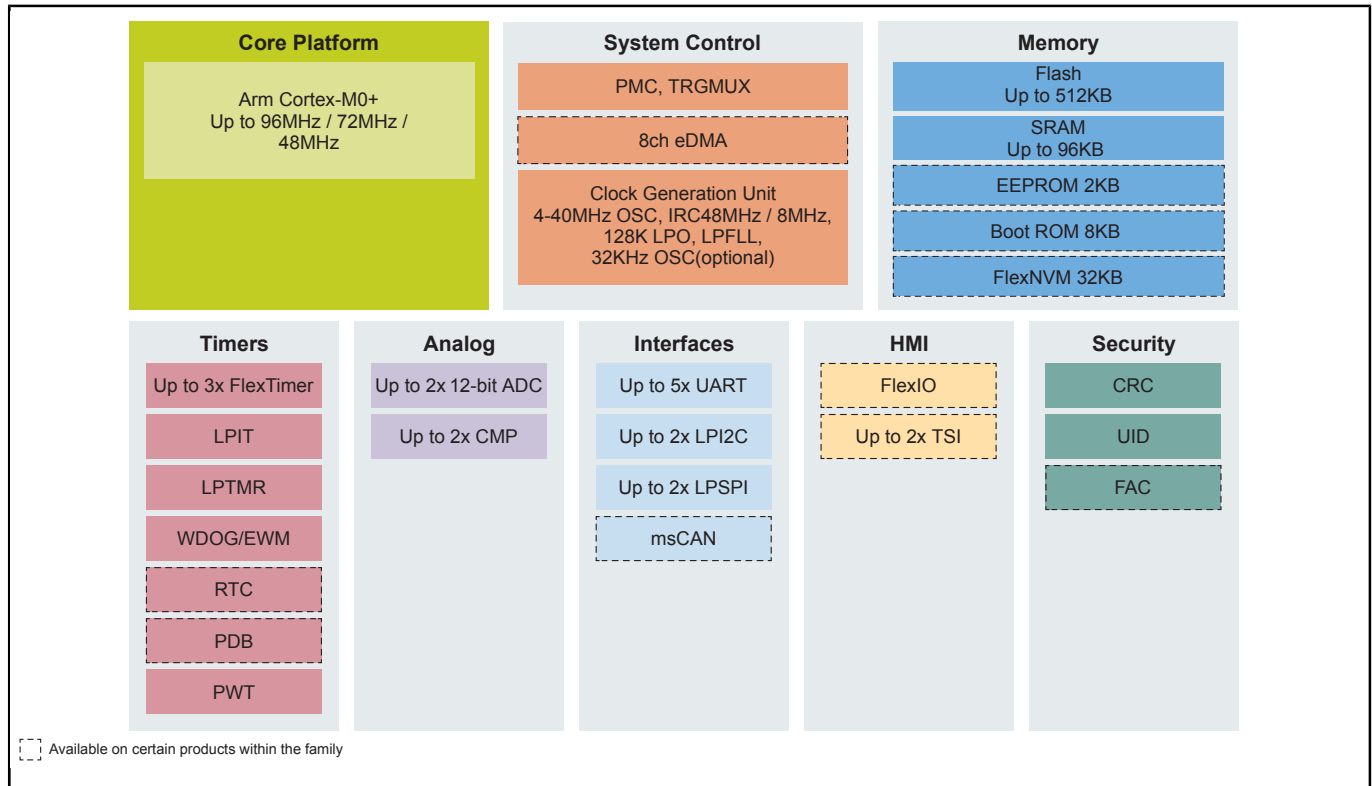 Core Platform
Arm Cortex-M0+
Up to 96MHz / 72MHz /
48MHz
System Control
PMC, TRGMUX
8ch eDMA
Clock Generation Unit
4-40MHz OSC, IRC48MHz / 8MHz,
128K LPO, LPFLL,
32KHz OSC(optional)
Memory
Flash
Up to 512KB
SRAM
Up to 96KB
EEPROM 2KB
Boot ROM 8KB
FlexNVM 32KB
Timers
Up to 3x FlexTimer
LPIT
LPTMR
WDOG/EWM
RTC
PDB
PWT
Analog
Up to 2x 12-bit ADC
Up to 2x CMP
Interfaces
Up to 5x UART
Up to 2x LPI2C
Up to 2x LPSPI
msCAN
HMI
FlexIO
Up to 2x TSI
Security
CRC
UID
FAC
Available on certain products within the family